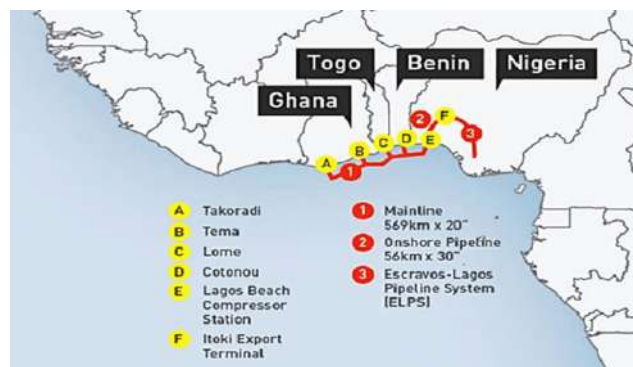 Togo
Benin
Nigeria
Ghana
2
F
3
B
C
D
E
A
1
A Takoradi
B Tema
C Lome
D Cotonou
E Lagos Beach
Compressor
Station
F Itoki Export
Terminal
1 Mainline
569km x 20"
2 Onshore Pipeline
56km x 30"
3 Escravos-Lagos
Pipeline System
(ELPS)